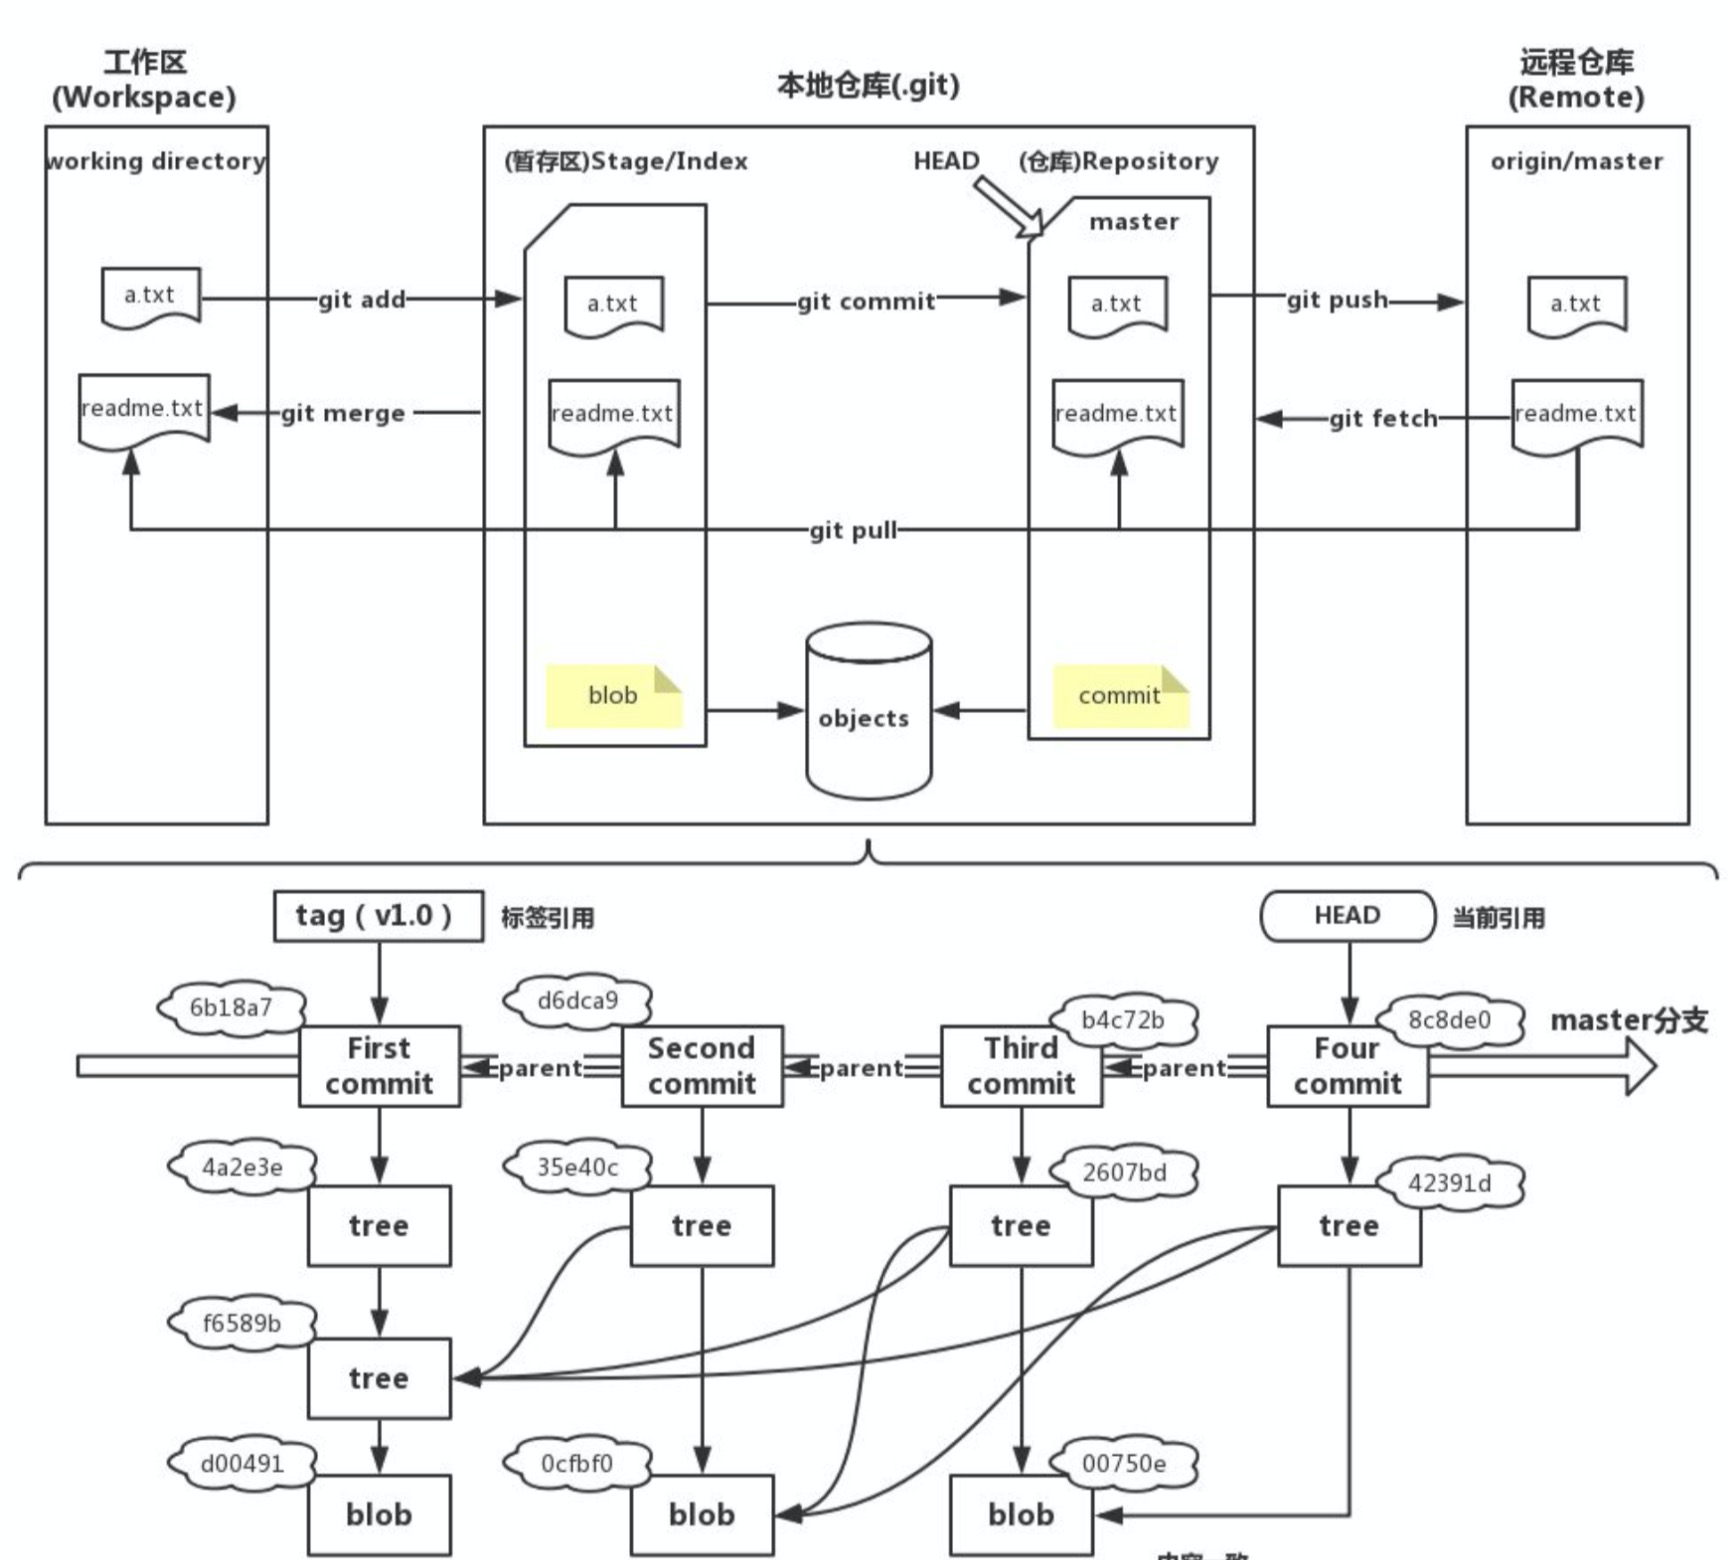 工作区
(Workspace)
本地仓库(.git)
远程仓库
(Remote)
working directory
(暂存区)Stage/Index
HEAD
(仓库)Repository
origin/master
master
a.txt
git add
a.txt
git commit
a.txt
git push
a.txt
readme.txt
git merge
readme.txt
readme.txt
git fetch
readme.txt
git pull
blob
objects
commit
tag ( v1.0 )
标签引用
HEAD
当前引用
6b18a7
d6dca9
b4c72b
8c8de0
master分支
First
commit
parent
Second
commit
parent
Third
commit
parent
Four
commit
4a2e3e
35e40c
2607bd
42391d
tree
tree
tree
tree
f6589b
tree
d00491
0cfbf0
00750e
blob
blob
blob